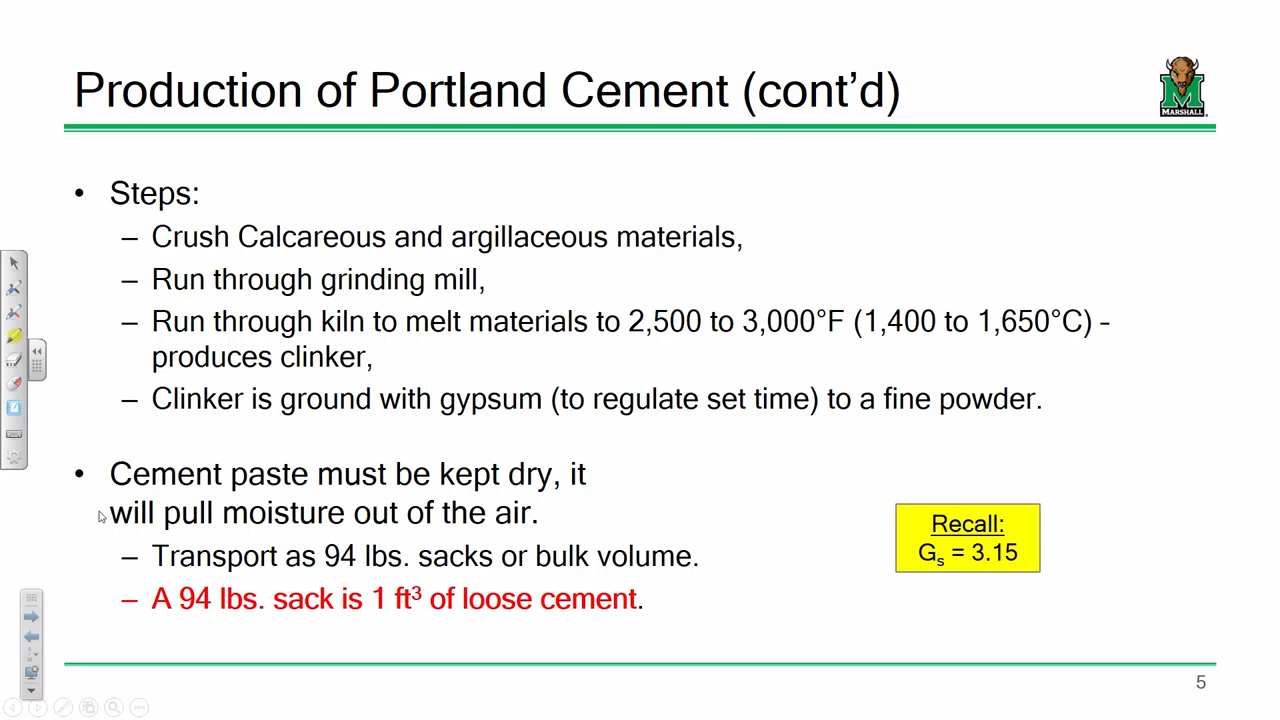 Production of Portland Cement (cont’d)
MARSHALL
• Steps:
– Crush Calcareous and argillaceous materials,
– Run through grinding mill,
– Run through kiln to melt materials to 2,500 to 3,000°F (1,400 to 1,650°C) -
produces clinker,
– Clinker is ground with gypsum (to regulate set time) to a fine powder.
• Cement paste must be kept dry, it
will pull moisture out of the air.
– Transport as 94 lbs. sacks or bulk volume.
– A 94 lbs. sack is 1 ft³ of loose cement.
Recall:
Gₛ = 3.15
5